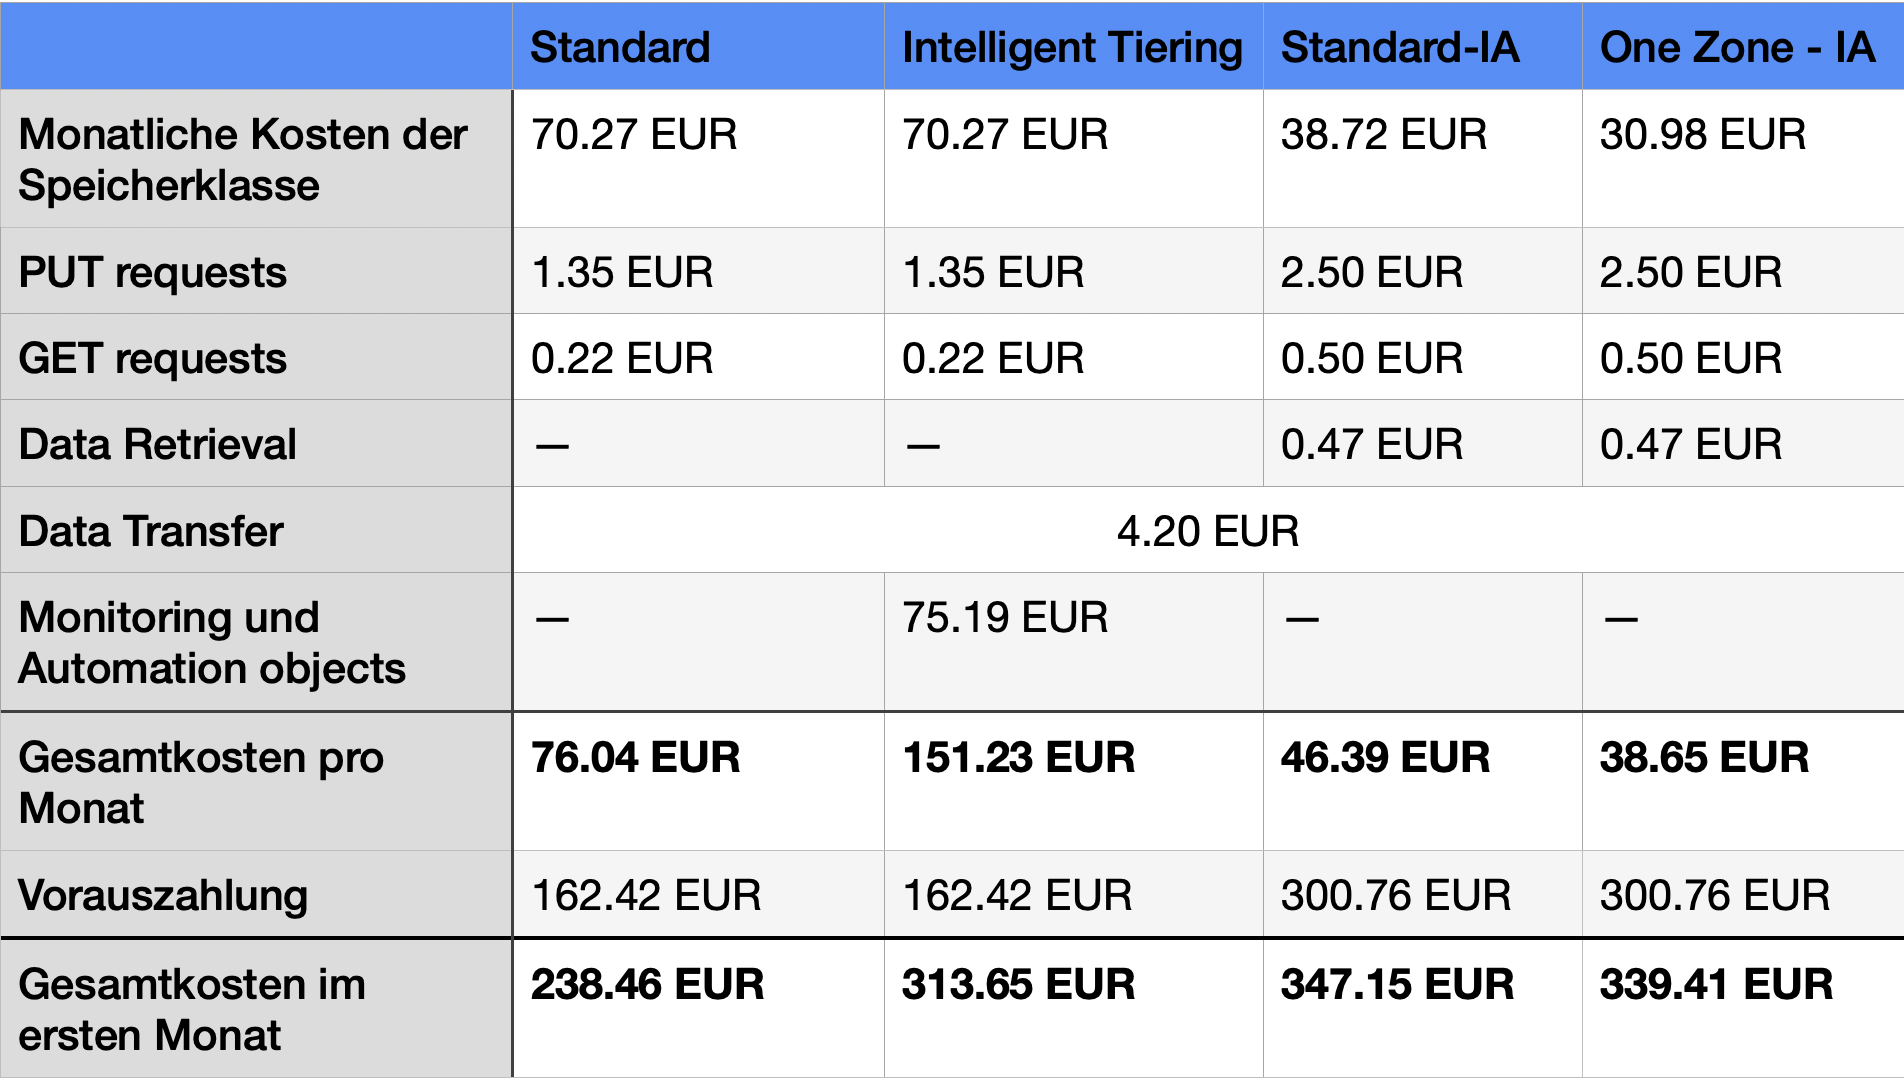 Standard Intelligent Tiering Standard-IA One Zone - IA
Monatliche Kosten der 70.27 EUR 70.27 EUR 38.72 EUR 30.98 EUR
Speicherklasse
PUT requests 1.35 EUR 1.35 EUR 2.50 EUR 2.50 EUR
GET requests 0.22 EUR 0.22 EUR 0.50 EUR 0.50 EUR
Data Retrieval — — 0.47 EUR 0.47 EUR
Data Transfer 4.20 EUR
Monitoring und — 75.19 EUR — —
Automation objects
Gesamtkosten pro 76.04 EUR 151.23 EUR 46.39 EUR 38.65 EUR
Monat
Vorauszahlung 162.42 EUR 162.42 EUR 300.76 EUR 300.76 EUR
Gesamtkosten im 238.46 EUR 313.65 EUR 347.15 EUR 339.41 EUR
ersten Monat